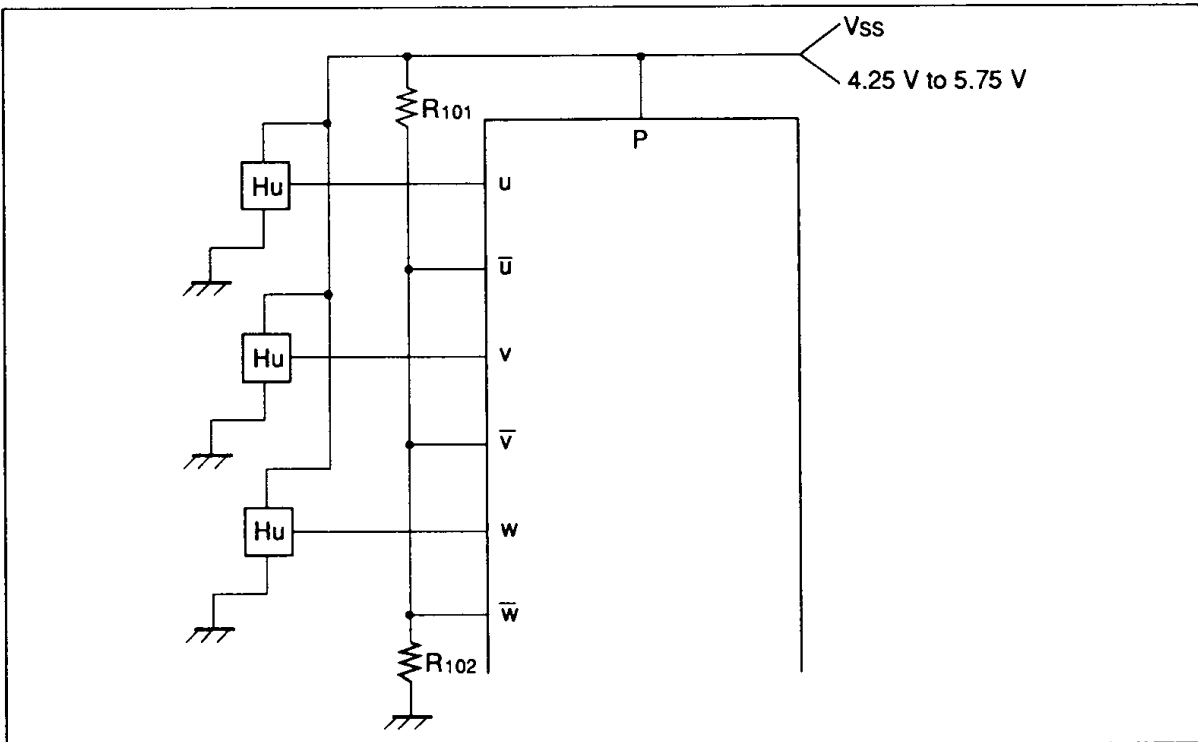 Vss
4.25 V to 5.75 V
R101
P
Hu
u
u̅
Hu
v
v̅
Hu
w
w̅
R102